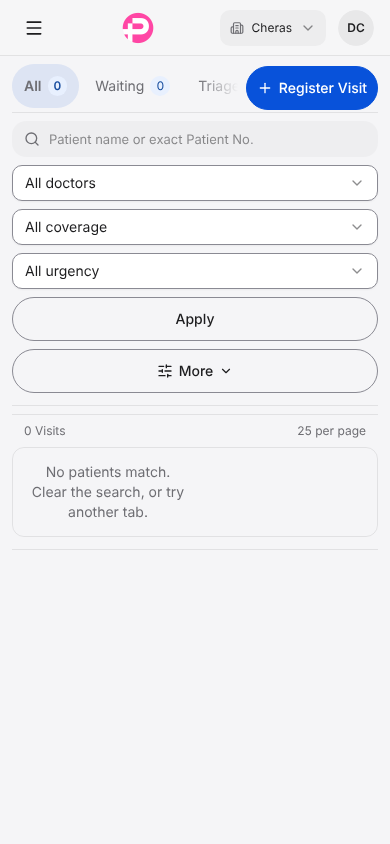 Cheras
DC
All 0
Waiting 0
Triage
Register Visit
Patient name or exact Patient No.
All doctors
All coverage
All urgency
Apply
More
0 Visits
25 per page
No patients match.
Clear the search, or try
another tab.